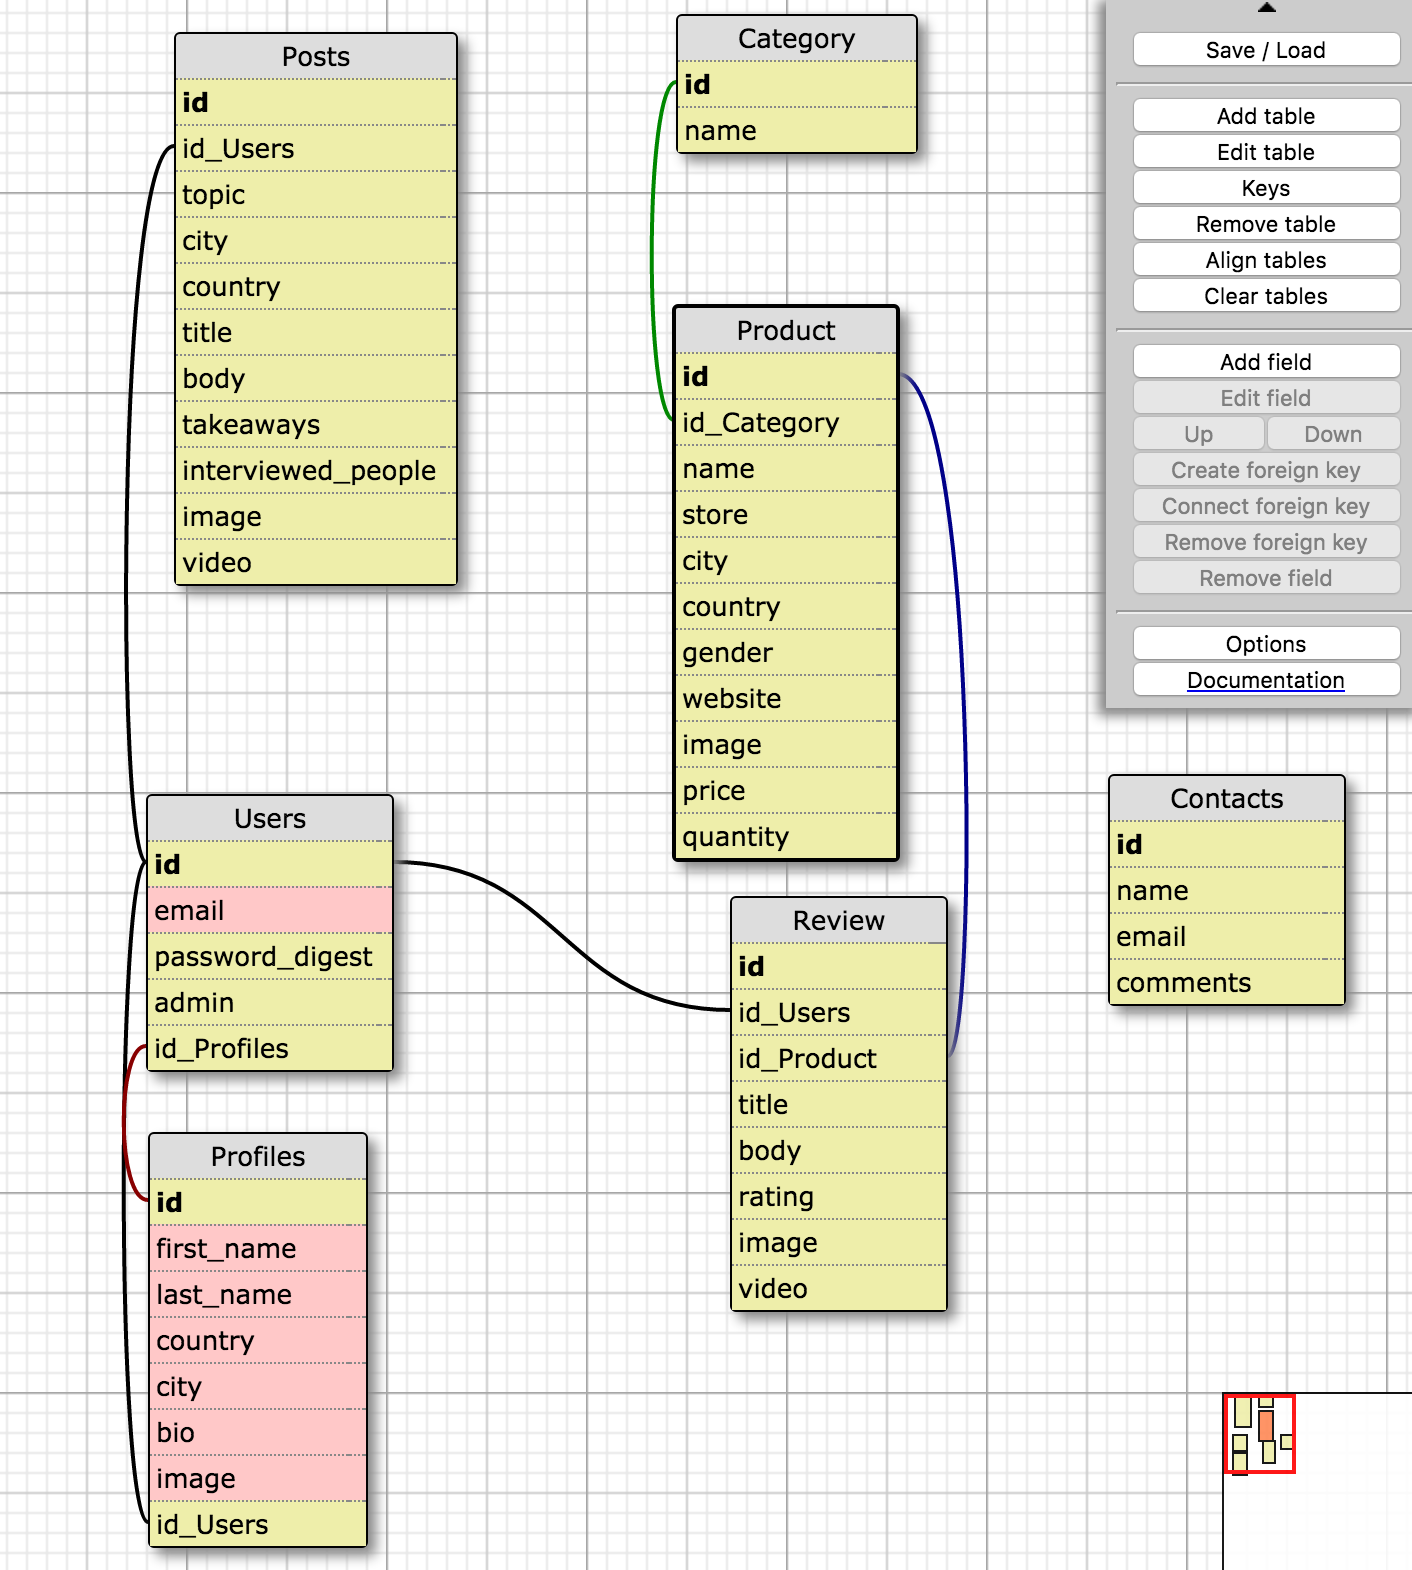 Posts
id
id_Users
topic
city
country
title
body
takeaways
interviewed_people
image
video
Category
id
name
Product
id
id_Category
name
store
city
country
gender
website
image
price
quantity
Users
id
email
password_digest
admin
id_Profiles
Profiles
id
first_name
last_name
country
city
bio
image
id_Users
Review
id
id_Users
id_Product
title
body
rating
image
video
Contacts
id
name
email
comments
Save / Load
Add table
Edit table
Keys
Remove table
Align tables
Clear tables
Add field
Edit field
Up Down
Create foreign key
Connect foreign key
Remove foreign key
Remove field
Options
Documentation